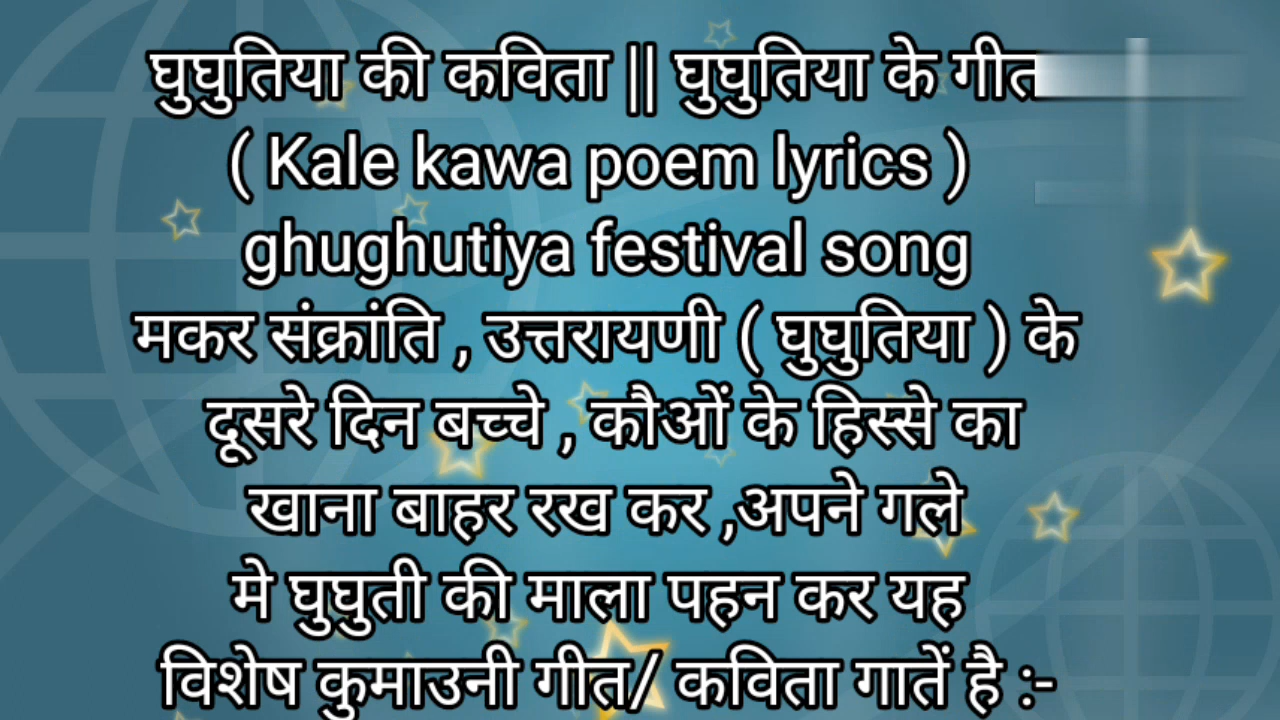 घुघुतिया की कविता || घुघुतिया के गीत
( Kale kawa poem lyrics )
ghughutiya festival song
मकर संक्रांति , उत्तरायणी ( घुघुतिया ) के
दूसरे दिन बच्चे , कौओं के हिस्से का
खाना बाहर रख कर ,अपने गले
मे घुघुती की माला पहन कर यह
विशेष कुमाउनी गीत/ कविता गातें है :-